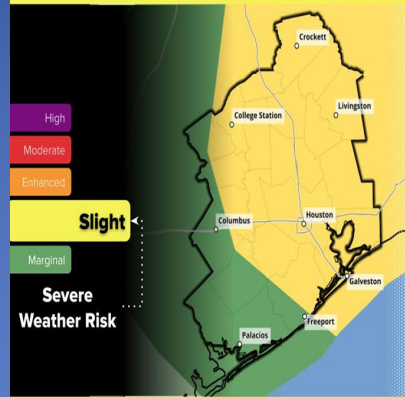 High
Moderate
Enhanced
Slight
Marginal
Severe
Weather Risk
Crockett
Livingston
College Station
Columbus
Houston
Galveston
Freeport
Palacios